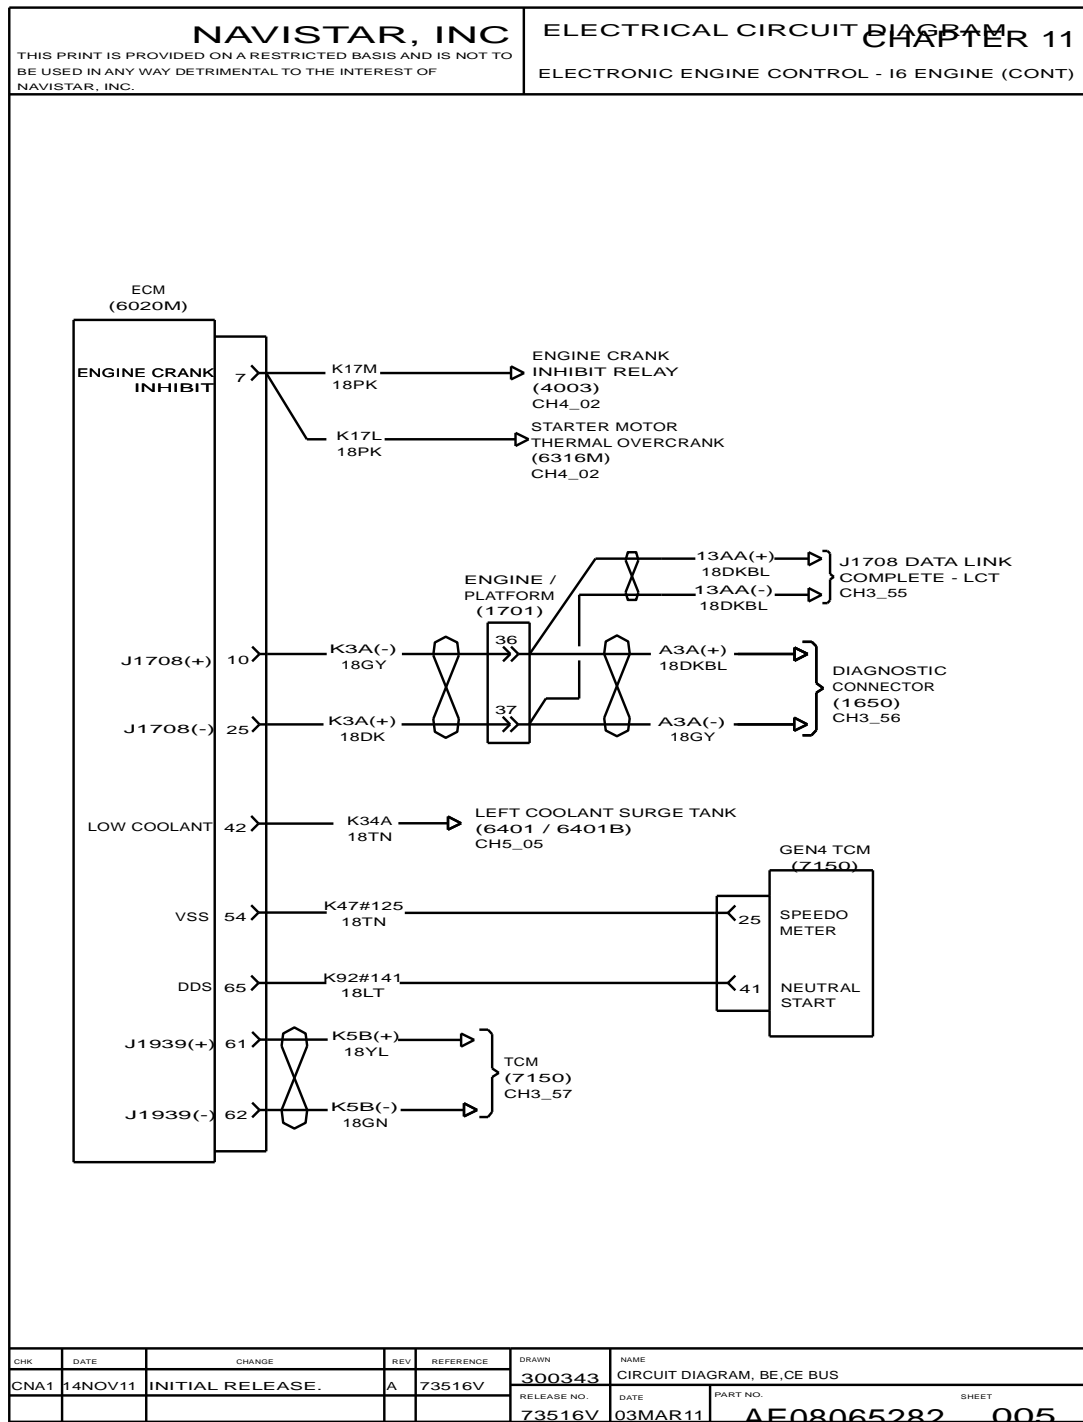 NAVISTAR, INC
THIS PRINT IS PROVIDED ON A RESTRICTED BASIS AND IS NOT TO
BE USED IN ANY WAY DETRIMENTAL TO THE INTEREST OF
NAVISTAR, INC.
ELECTRICAL CIRCUIT DIAGRAM
CHAPTER 11
ELECTRONIC ENGINE CONTROL - I6 ENGINE (CONT)
ECM
(6020M)
ENGINE CRANK
INHIBIT
7
K17M
18PK
ENGINE CRANK
INHIBIT RELAY
(4003)
CH4_02
K17L
18PK
STARTER MOTOR
THERMAL OVERCRANK
(6316M)
CH4_02
13AA(+)
18DKBL
13AA(-)
18DKBL
J1708 DATA LINK
COMPLETE - LCT
CH3_55
ENGINE /
PLATFORM
(1701)
J1708(+)
10
K3A(-)
18GY
36
A3A(+)
18DKBL
J1708(-)
25
K3A(+)
18DK
37
A3A(-)
18GY
DIAGNOSTIC
CONNECTOR
(1650)
CH3_56
LOW COOLANT
42
K34A
18TN
LEFT COOLANT SURGE TANK
(6401 / 6401B)
CH5_05
GEN4 TCM
(7150)
VSS
54
K47#125
18TN
25
SPEEDO
METER
DDS
65
K92#141
18LT
41
NEUTRAL
START
J1939(+)
61
K5B(+)
18YL
J1939(-)
62
K5B(-)
18GN
TCM
(7150)
CH3_57
CHK DATE CHANGE REV REFERENCE
CNA1 14NOV11 INITIAL RELEASE. A 73516V
DRAWN
300343
NAME
CIRCUIT DIAGRAM, BE,CE BUS
RELEASE NO.
73516V
DATE
03MAR11
PART NO.
AE08065282
SHEET
005